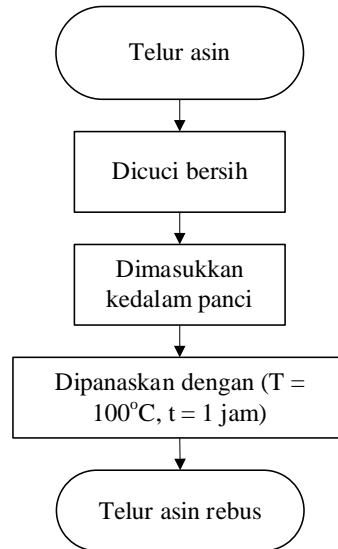 Telur asin
Dicuci bersih
Dimasukkan
kedalam panci
Dipanaskan dengan (T =
100°C, t = 1 jam)
Telur asin rebus